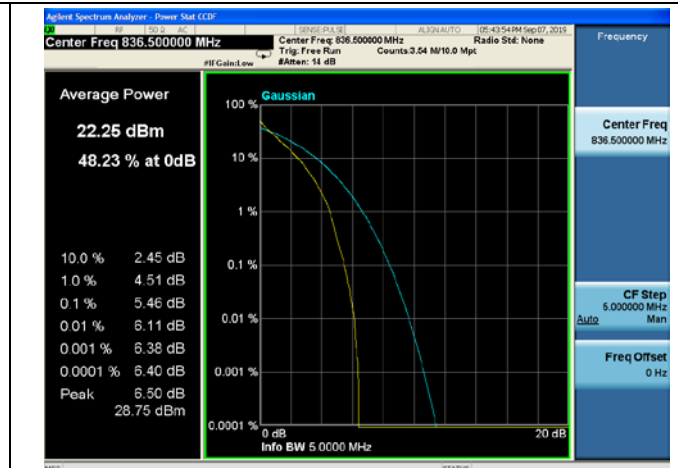 Agilent Spectrum Analyzer - Power Stat CCDF
RF 50 Ω AC SENSE:PULSE ALIGN AUTO 05:43:54 PM Sep 07, 2019
Center Freq 836.500000 MHz
Center Freq: 836.500000 MHz Radio Std: None
Trig: Free Run Counts:3.54 M/10.0 Mpt
#IFGain:Low #Atten: 14 dB
Frequency
Average Power
22.25 dBm
48.23 % at 0dB
10.0 % 2.45 dB
1.0 % 4.51 dB
0.1 % 5.46 dB
0.01 % 6.11 dB
0.001 % 6.38 dB
0.0001 % 6.40 dB
Peak 6.50 dB
28.75 dBm
Gaussian
100 %
10 %
1 %
0.1 %
0.01 %
0.001 %
0.0001 %
0 dB 20 dB
Info BW 5.0000 MHz
Center Freq
836.500000 MHz
CF Step
5.000000 MHz
Auto Man
Freq Offset
0 Hz